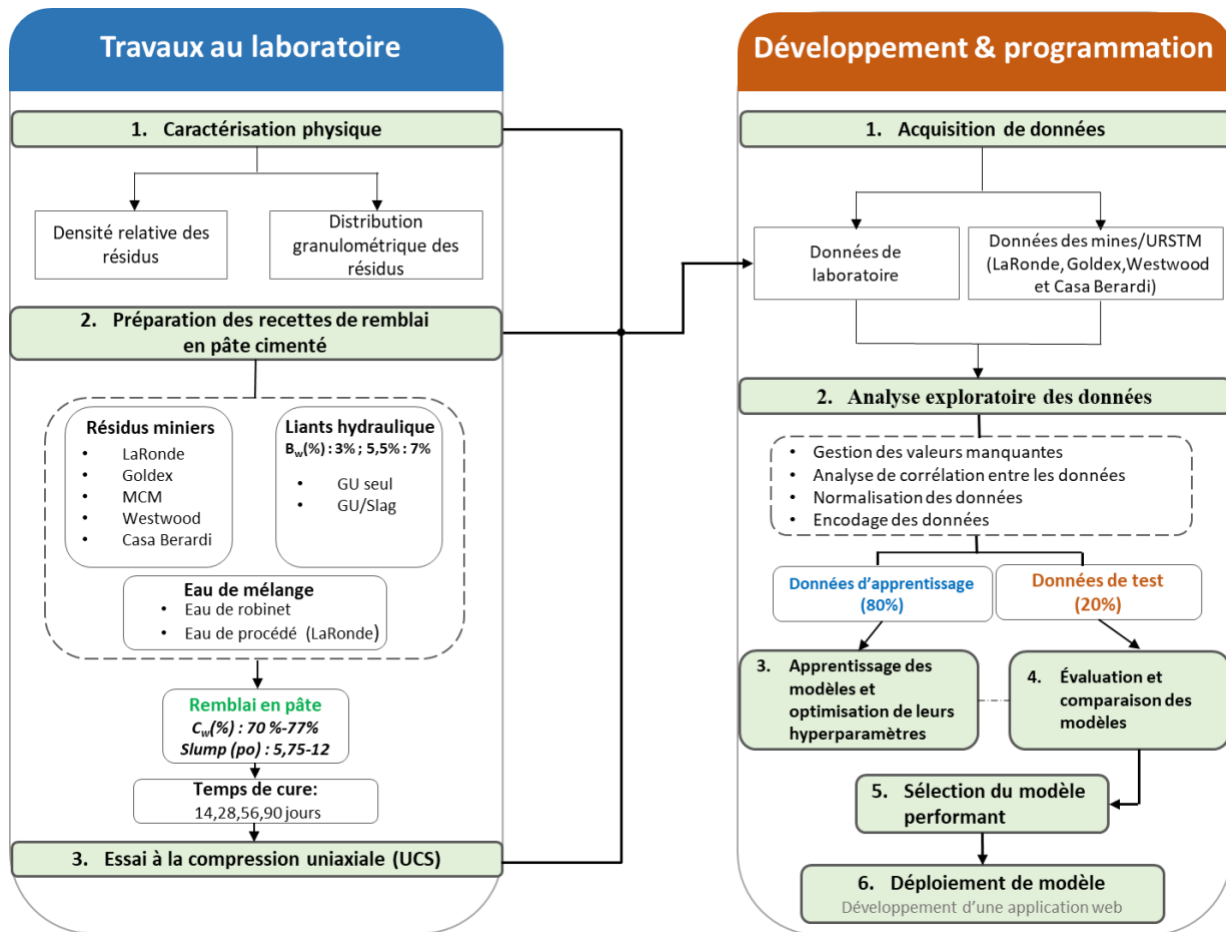 Travaux au laboratoire
1. Caractérisation physique
Densité relative des
résidus
Distribution
granulométrique des
résidus
2. Préparation des recettes de remblai
en pâte cimenté
Résidus miniers
• LaRonde
• Goldex
• MCM
• Westwood
• Casa Berardi
Liants hydraulique
Bw(%) : 3% ; 5,5% : 7%
• GU seul
• GU/Slag
Eau de mélange
• Eau de robinet
• Eau de procédé (LaRonde)
Remblai en pâte
Cw(%) : 70 %-77%
Slump (po) : 5,75-12
Temps de cure:
14,28,56,90 jours
3. Essai à la compression uniaxiale (UCS)
Développement & programmation
1. Acquisition de données
Données de
laboratoire
Données des mines/URSTM
(LaRonde, Goldex,Westwood
et Casa Berardi)
2. Analyse exploratoire des données
• Gestion des valeurs manquantes
• Analyse de corrélation entre les données
• Normalisation des données
• Encodage des données
Données d’apprentissage
(80%)
Données de test
(20%)
3. Apprentissage des
modèles et
optimisation de leurs
hyperparamètres
4. Évaluation et
comparaison des
modèles
5. Sélection du modèle
performant
6. Déploiement de modèle
Développement d’une application web